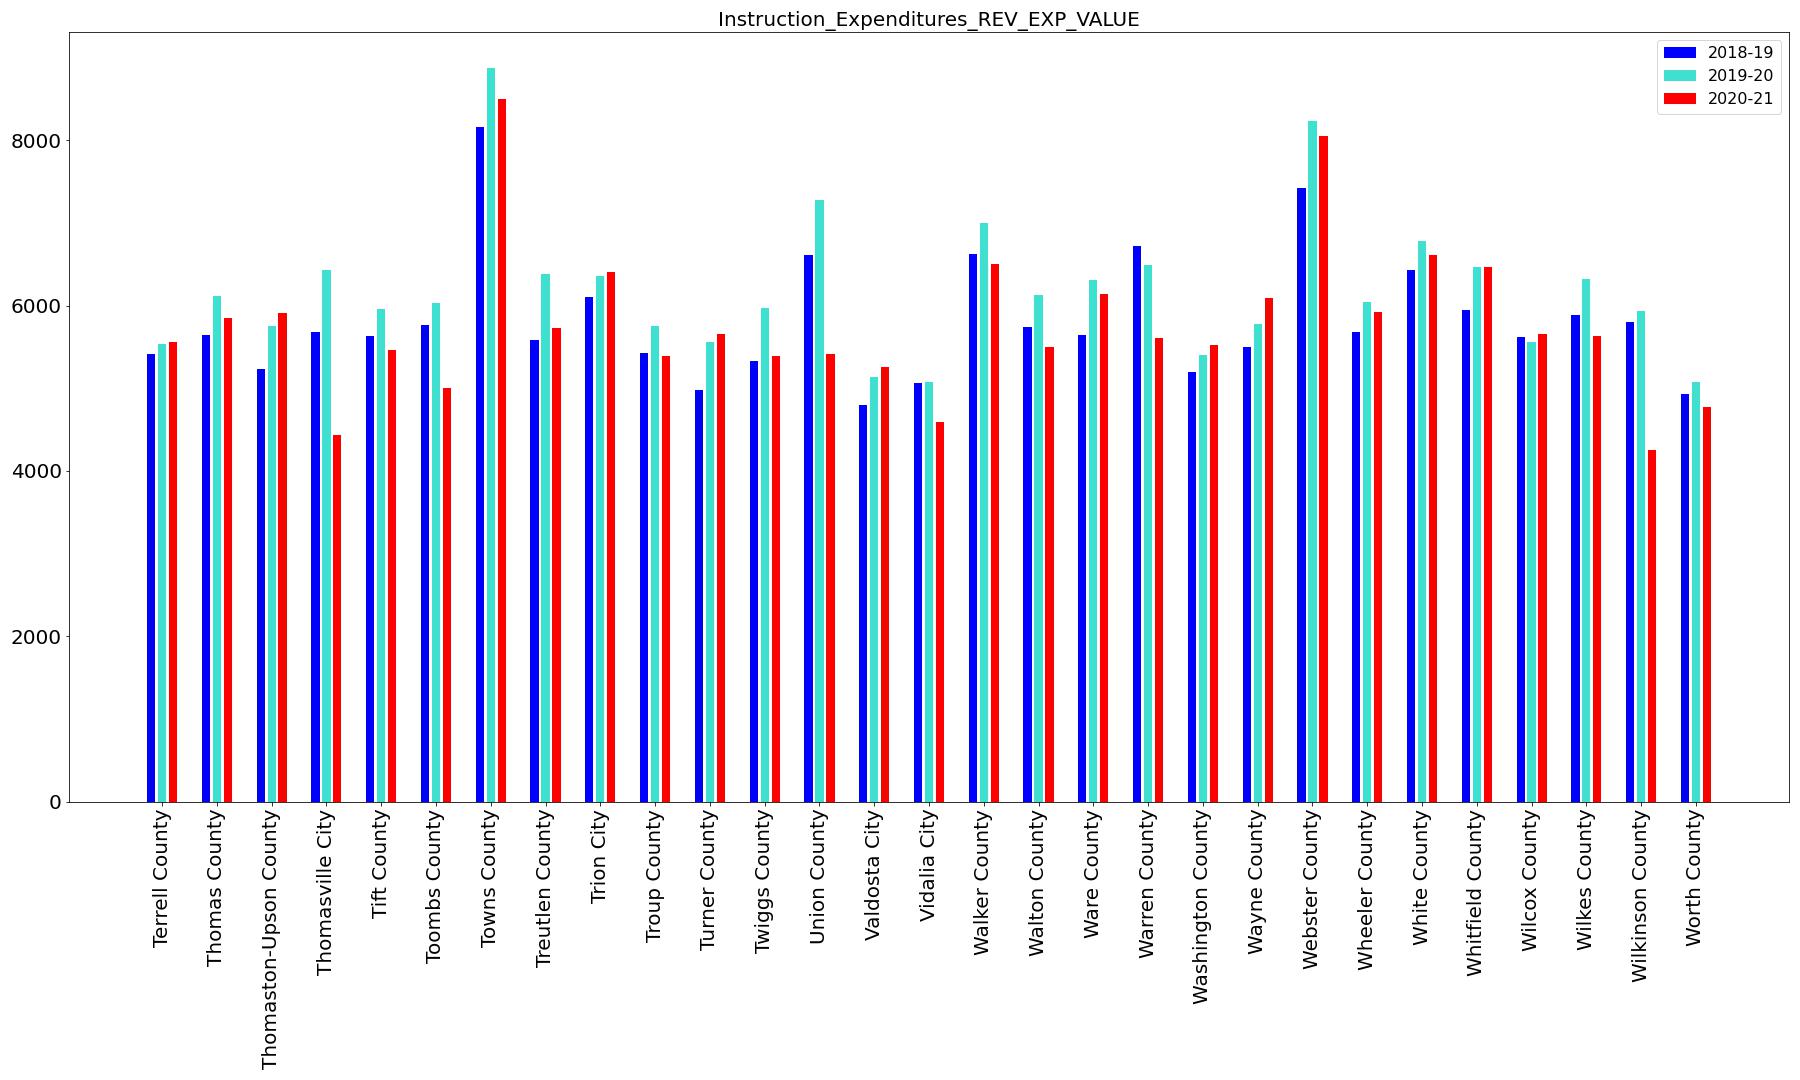 Instruction_Expenditures_REV_EXP_VALUE
2018-19
2019-20
2020-21
8000
6000
4000
2000
0
Terrell County
Thomas County
Thomaston-Upson County
Thomasville City
Tift County
Toombs County
Towns County
Treutlen County
Trion City
Troup County
Turner County
Twiggs County
Union County
Valdosta City
Vidalia City
Walker County
Walton County
Ware County
Warren County
Washington County
Wayne County
Webster County
Wheeler County
White County
Whitfield County
Wilcox County
Wilkes County
Wilkinson County
Worth County